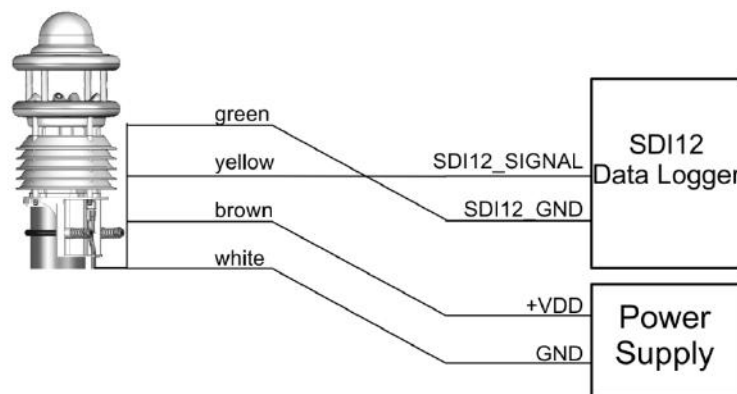 green
yellow
brown
white
SDI12_SIGNAL
SDI12_GND
+VDD
GND
SDI12
Data Logger
Power
Supply